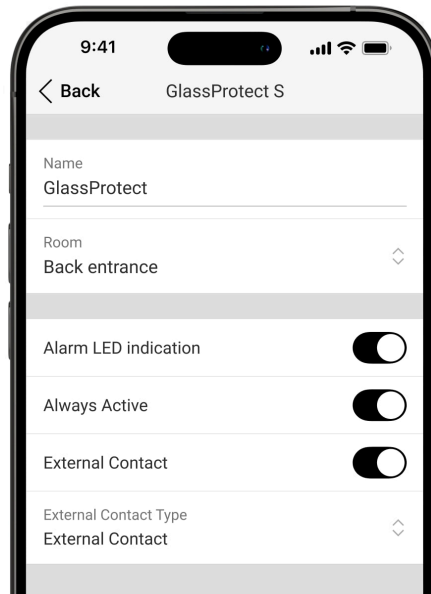 9:41
Back GlassProtect S
Name
GlassProtect
Room
Back entrance
Alarm LED indication
Always Active
External Contact
External Contact Type
External Contact